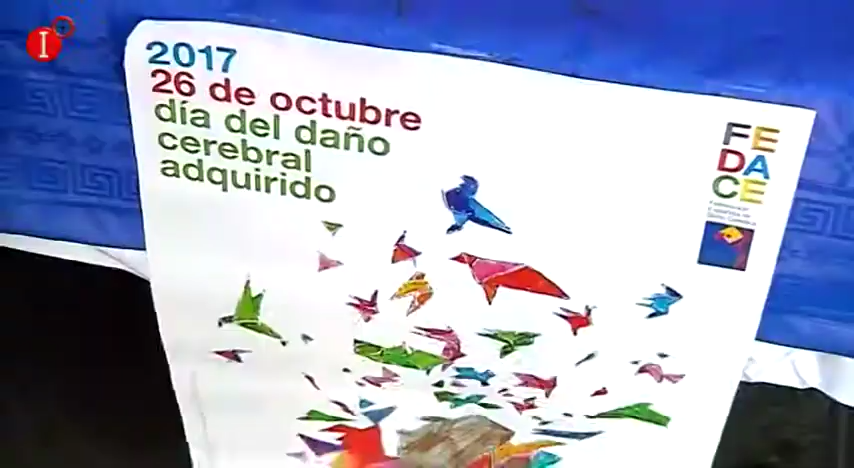 I
2017
26 de octubre
día del daño
cerebral
adquirido
FE
DA
CE